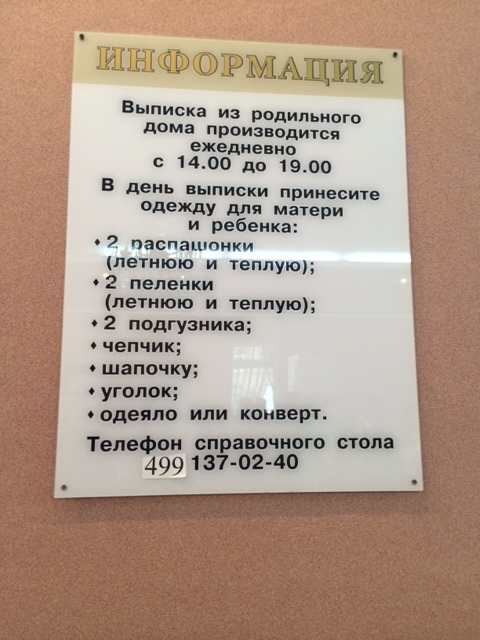 ИНФОРМАЦИЯ
Выписка из родильного
дома производится
ежедневно
с 14.00 до 19.00
В день выписки принесите
одежду для матери
и ребенка:
♦ 2 распашонки
(летнюю и теплую);
♦ 2 пеленки
(летнюю и теплую);
♦ 2 подгузника;
♦ чепчик;
♦ шапочку;
♦ уголок;
♦ одеяло или конверт.
Телефон справочного стола
499 137-02-40